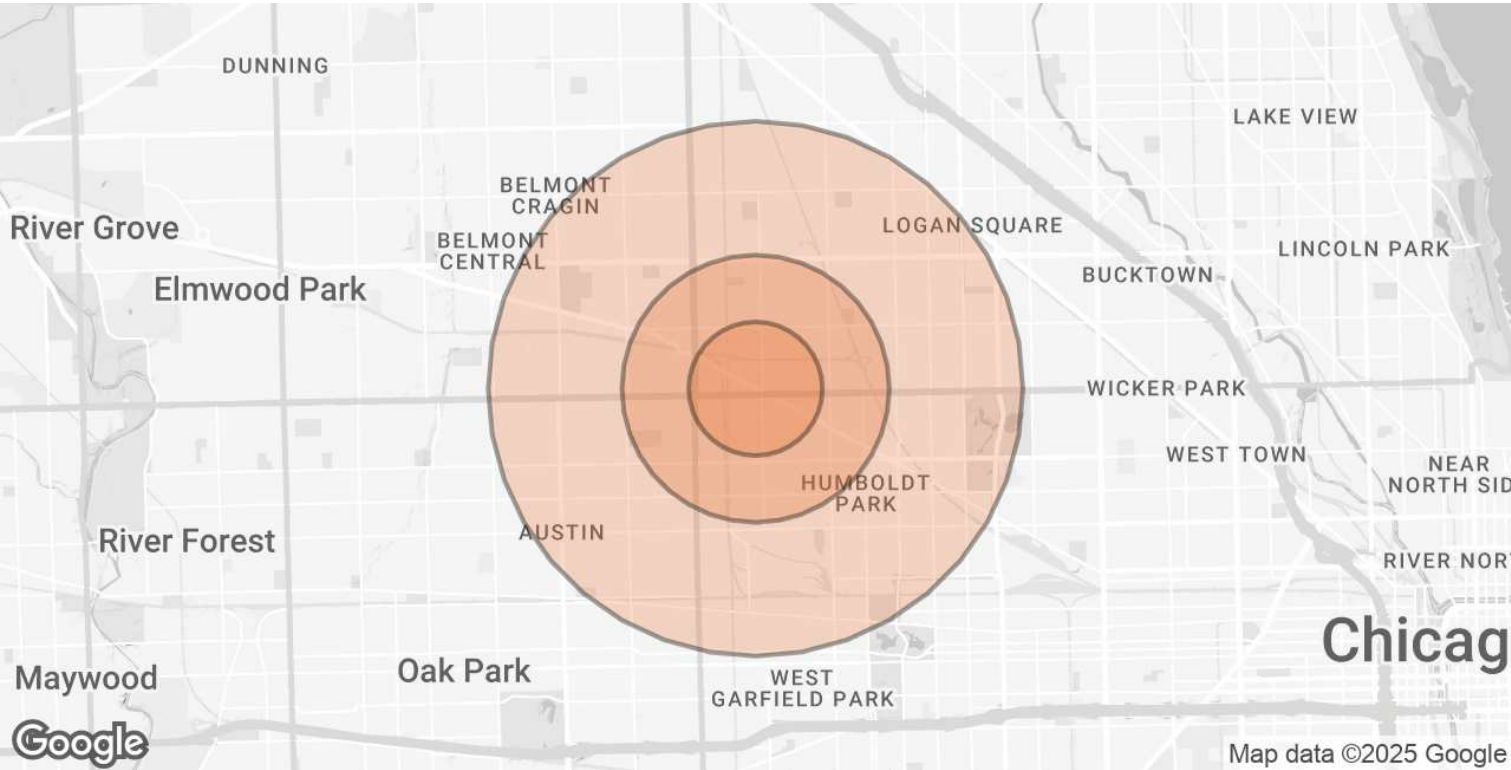 DUNNING
LAKE VIEW
BELMONT
CRAGIN
River Grove
LOGAN SQUARE
BELMONT
CENTRAL
LINCOLN PARK
BUCKTOWN
Elmwood Park
WICKER PARK
WEST TOWN
NEAR
NORTH SID
HUMBOLDT
PARK
AUSTIN
River Forest
RIVER NOR
Chicag
Oak Park
Maywood
WEST
GARFIELD PARK
Google
Map data ©2025 Google